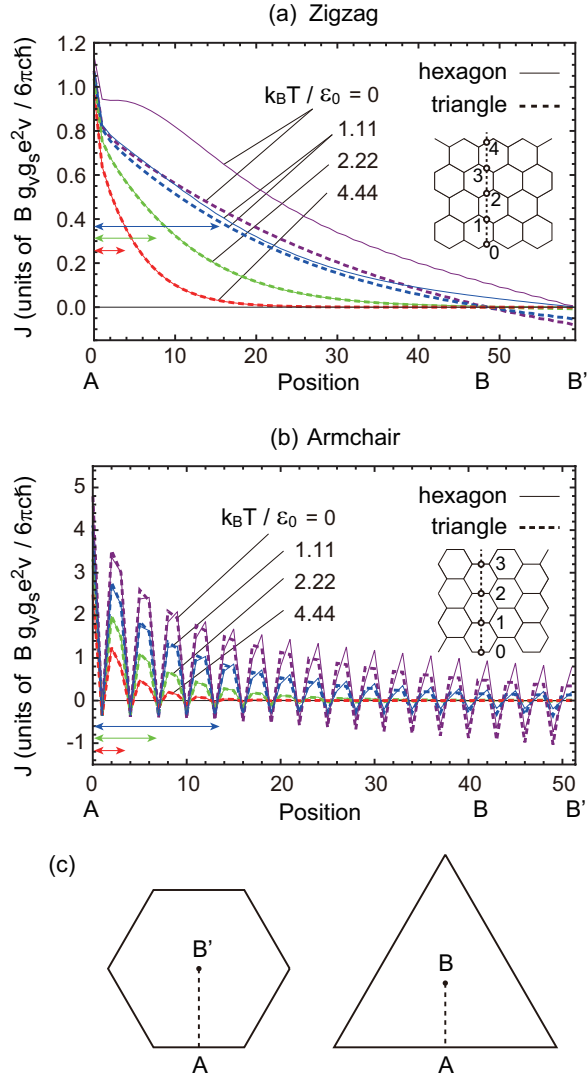 (a) Zigzag
J (units of B gᵥgₛe²v / 6πcħ)
1.2
1.0
0.8
0.6
0.4
0.2
0.0
k_BT / ε₀ = 0
1.11
2.22
4.44
hexagon
triangle
4
3
2
1
0
0
10
20
30
40
50
A
Position
B
B'
(b) Armchair
J (units of B gᵥgₛe²v / 6πcħ)
5
4
3
2
1
0
-1
k_BT / ε₀ = 0
1.11
2.22
4.44
hexagon
triangle
3
2
1
0
0
10
20
30
40
50
A
Position
B
B'
(c)
B'
A
B
A